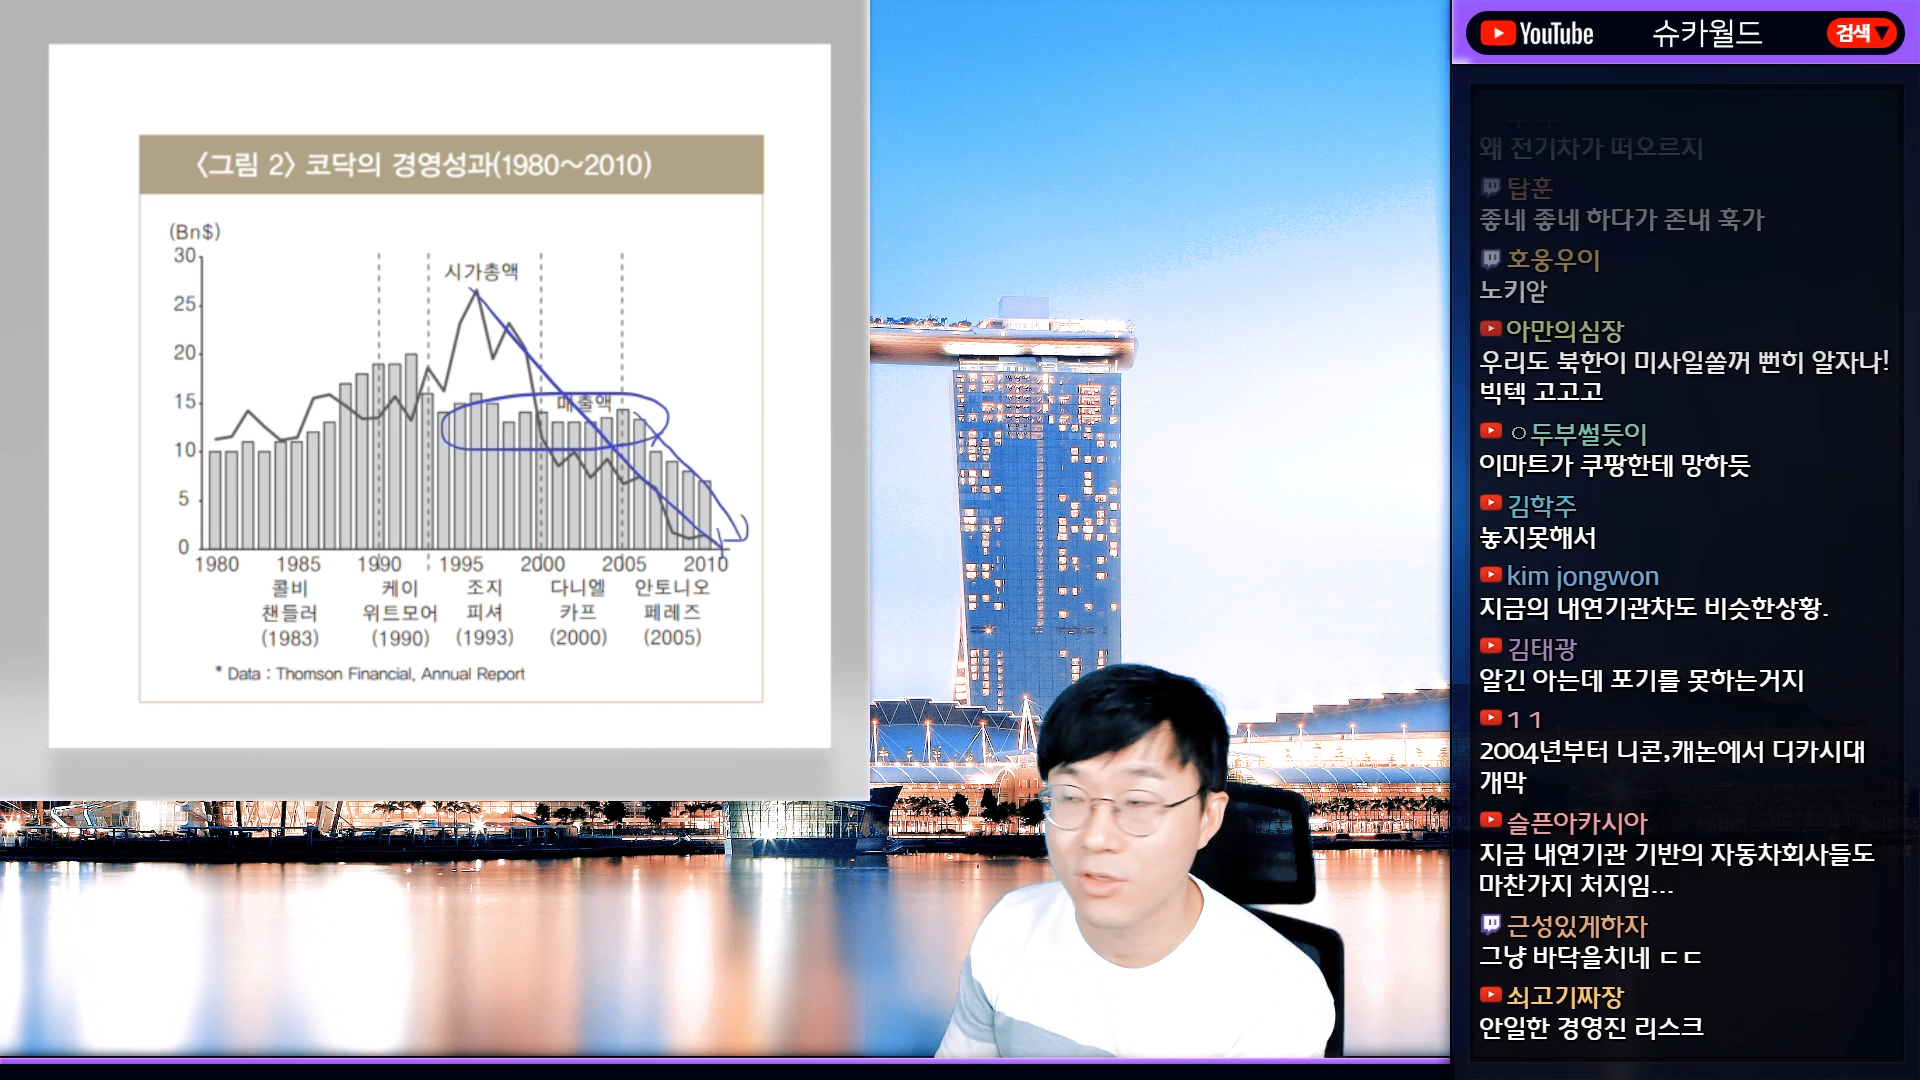 <그림 2> 코닥의 경영성과(1980~2010)
(Bn$)
30
25
20
15
10
5
0
시가총액
매출액
1980 1985 1990 1995 2000 2005 2010
콜비 케이 조지 다니엘 안토니오
챈들러 위트모어 피셔 카프 페레즈
(1983) (1990) (1993) (2000) (2005)
* Data : Thomson Financial, Annual Report
YouTube 슈카월드 검색▼
왜 전기차가 떠오르지
탑훈
좋네 좋네 하다가 존내 훅가
호웅우이
노키앋
아만의심장
우리도 북한이 미사일쏠꺼 뻔히 알자나!
빅텍 고고고
ㅇ두부썰듯이
이마트가 쿠팡한테 망하듯
김학주
놓지못해서
kim jongwon
지금의 내연기관차도 비슷한상황.
김태광
알긴 아는데 포기를 못하는거지
1 1
2004년부터 니콘,캐논에서 디카시대
개막
슬픈아카시아
지금 내연기관 기반의 자동차회사들도
마찬가지 처지임...
근성있게하자
그냥 바닥을치네 ㄷㄷ
쇠고기짜장
안일한 경영진 리스크